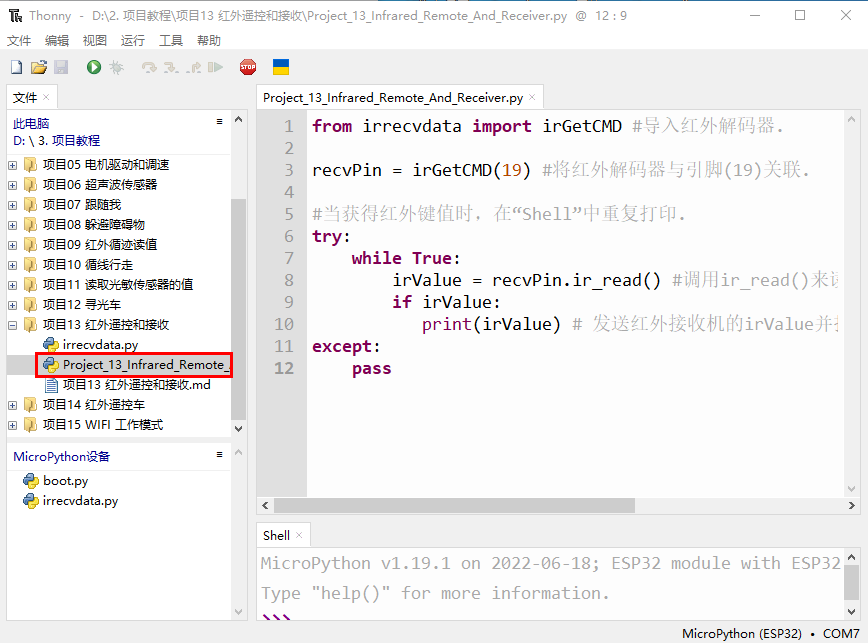 Thonny - D:\2. 项目教程\项目13 红外遥控和接收\Project_13_Infrared_Remote_And_Receiver.py @ 12 : 9
文件 编辑 视图 运行 工具 帮助
STOP
文件 ×
此电脑
D: \ 3. 项目教程
项目05 电机驱动和调速
项目06 超声波传感器
项目07 跟随我
项目08 躲避障碍物
项目09 红外循迹读值
项目10 循线行走
项目11 读取光敏传感器的值
项目12 寻光车
项目13 红外遥控和接收
irrecvdata.py
Project_13_Infrared_Remote_
项目13 红外遥控和接收.md
项目14 红外遥控车
项目15 WIFI 工作模式
MicroPython设备
boot.py
irrecvdata.py
Project_13_Infrared_Remote_And_Receiver.py ×
1 from irrecvdata import irGetCMD #导入红外解码器.
2
3 recvPin = irGetCMD(19) #将红外解码器与引脚(19)关联.
4
5 #当获得红外键值时，在“Shell”中重复打印.
6 try:
7 while True:
8 irValue = recvPin.ir_read() #调用ir_read()来
9 if irValue:
10 print(irValue) # 发送红外接收机的irValue并
11 except:
12 pass
Shell ×
MicroPython v1.19.1 on 2022-06-18; ESP32 module with ESP32
Type "help()" for more information.
>>>
MicroPython (ESP32) • COM7